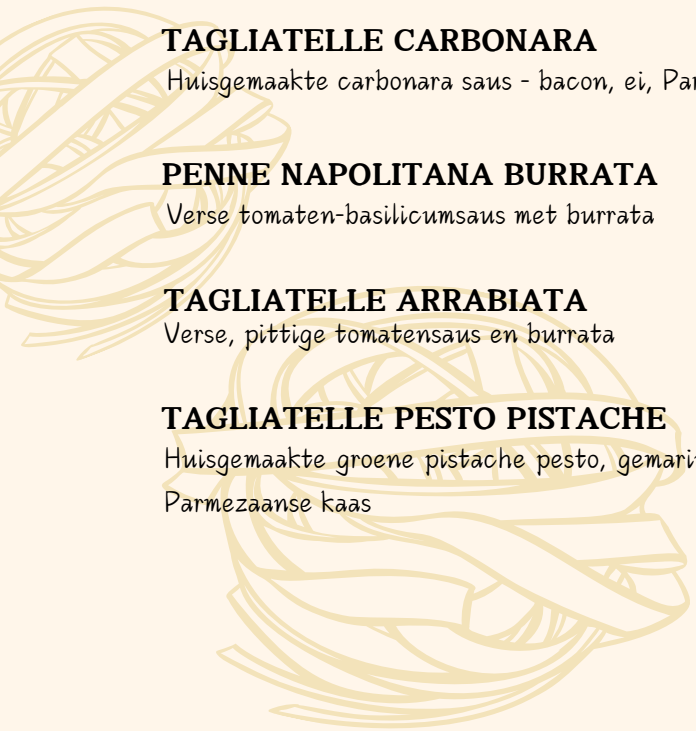 TAGLIATELLE CARBONARA
Huisgemaakte carbonara saus - bacon, ei,
PENNE NAPOLITANA BURRATA
Verse tomaten-basilicumsaus met burrata
TAGLIATELLE ARRABIATA
Verse, pittige tomatensaus en burrata
TAGLIATELLE PESTO PISTACHE
Huisgemaakte groene pistache pesto,
Parmezaanse kaas